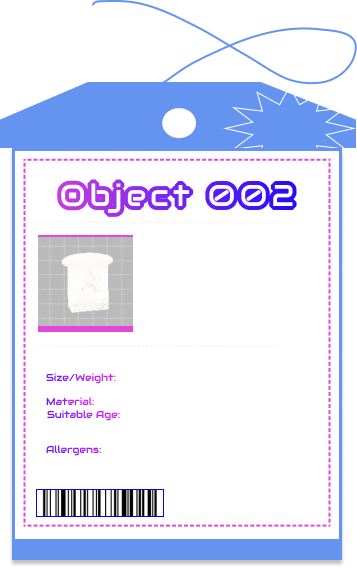 Object 002
Size/Weight:
Material:
Suitable Age:
Allergens: